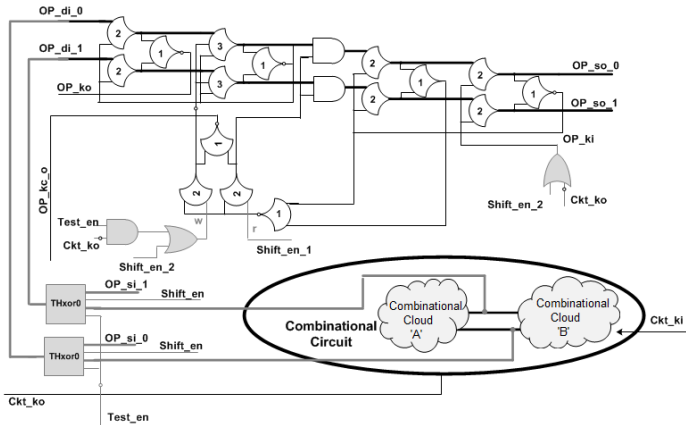 OP_di_0
OP_di_1
2
2
1
3
3
1
2
2
1
2
2
1
OP_so_0
OP_so_1
OP_ko
OP_ki
OP_kc_o
1
2
2
1
w
r
Test_en
Ckt_ko
Shift_en_2
Shift_en_1
Shift_en_2
Ckt_ko
THxor0
OP_si_1
Shift_en
THxor0
OP_si_0
Shift_en
Combinational
Circuit
Combinational
Cloud
'A'
Combinational
Cloud
'B'
Ckt_ki
Ckt_ko
Test_en